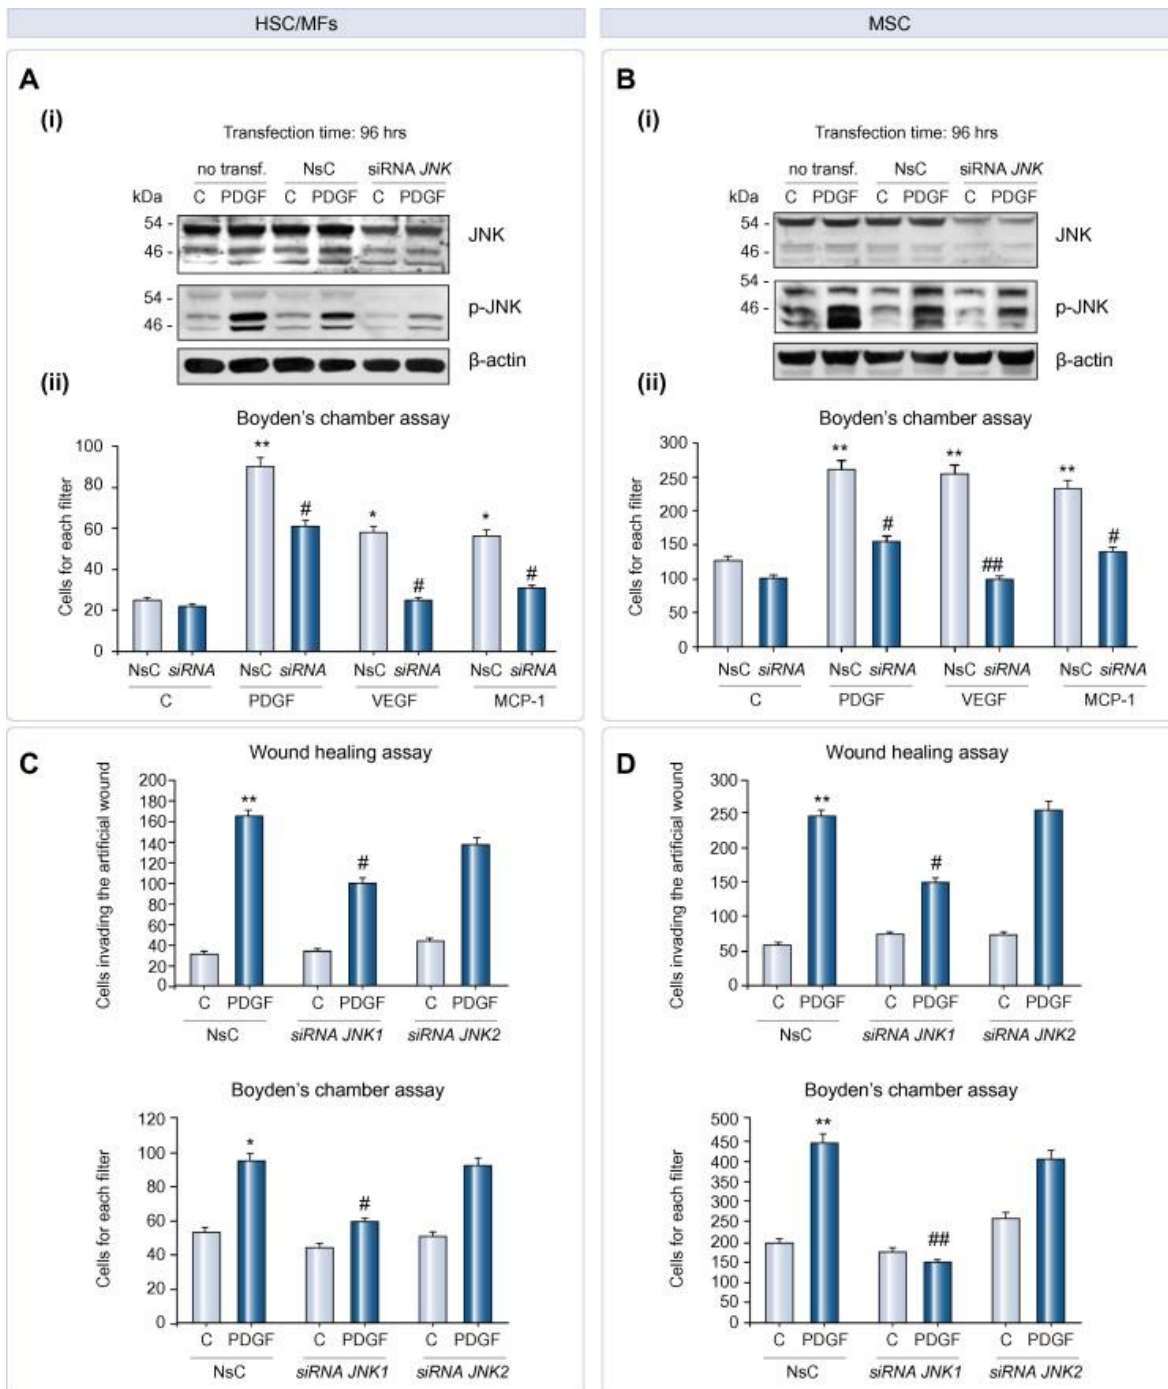 HSC/MFs
MSC
A
(i)
Transfection time: 96 hrs
no transf. NsC siRNA JNK
kDa C PDGF C PDGF C PDGF
54 -
46 -
JNK
54 -
46 -
p-JNK
β-actin
(ii)
Boyden's chamber assay
Cells for each filter
100
80
60
40
20
0
**
#
*
#
*
#
NsC siRNA NsC siRNA NsC siRNA NsC siRNA
C PDGF VEGF MCP-1
B
(i)
Transfection time: 96 hrs
no transf. NsC siRNA JNK
kDa C PDGF C PDGF C PDGF
54 -
46 -
JNK
54 -
46 -
p-JNK
β-actin
(ii)
Boyden's chamber assay
Cells for each filter
300
250
200
150
100
50
0
**
#
**
##
**
#
NsC siRNA NsC siRNA NsC siRNA NsC siRNA
C PDGF VEGF MCP-1
C
Wound healing assay
Cells invading the artificial wound
200
180
160
140
120
100
80
60
40
20
0
**
#
C PDGF C PDGF C PDGF
NsC siRNA JNK1 siRNA JNK2
Boyden's chamber assay
Cells for each filter
120
100
80
60
40
20
0
*
#
C PDGF C PDGF C PDGF
NsC siRNA JNK1 siRNA JNK2
D
Wound healing assay
Cells invading the artificial wound
300
250
200
150
100
50
0
**
#
C PDGF C PDGF C PDGF
NsC siRNA JNK1 siRNA JNK2
Boyden's chamber assay
Cells for each filter
500
450
400
350
300
250
200
150
100
50
0
**
##
C PDGF C PDGF C PDGF
NsC siRNA JNK1 siRNA JNK2